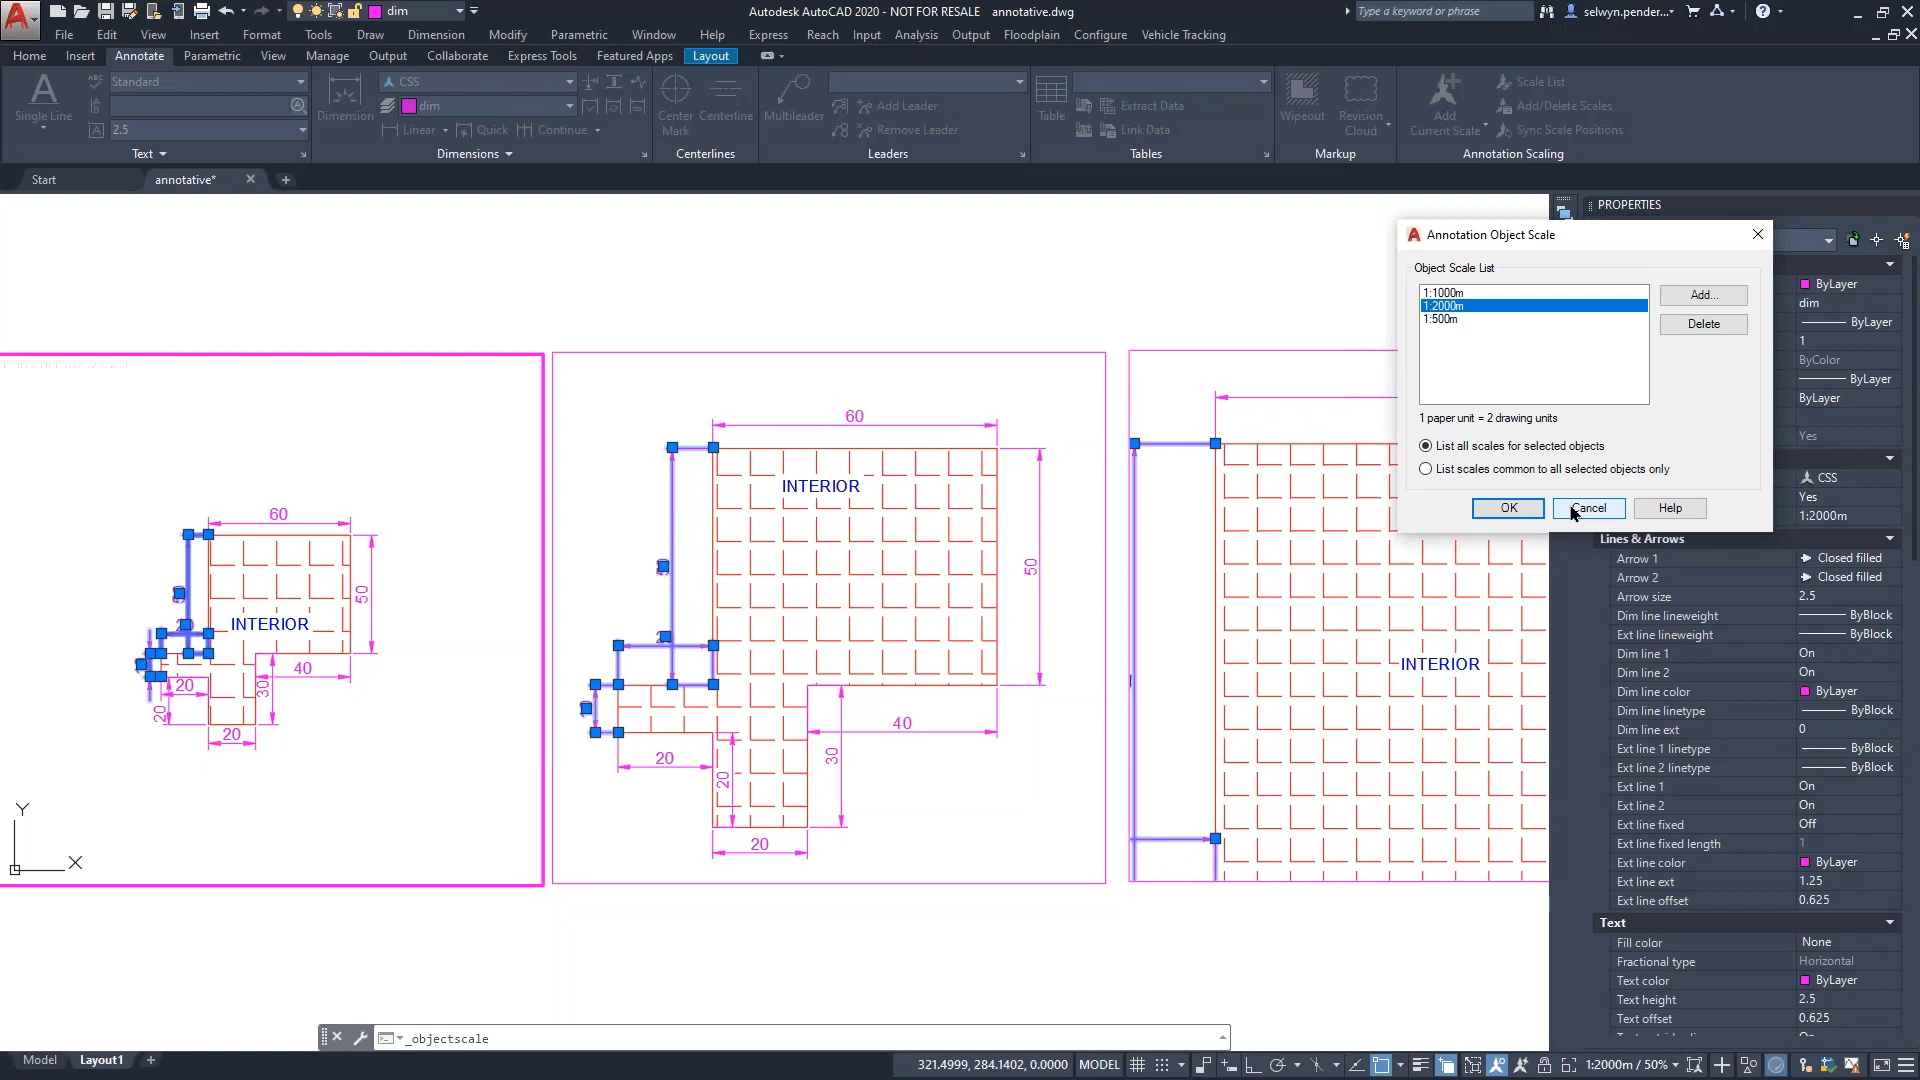 dim
Autodesk AutoCAD 2020 - NOT FOR RESALE annotative.dwg
Type a keyword or phrase
selwyn.pender...
File Edit View Insert Format Tools Draw Dimension Modify Parametric Window Help Express Reach Input Analysis Output Floodplain Configure Vehicle Tracking
Home Insert Annotate Parametric View Manage Output Collaborate Express Tools Featured Apps Layout
Standard
CSS
Scale List
Single Line
Dimension
dim
Center Mark
Centerline
Multileader
Add Leader
Table
Extract Data
Wipeout
Revision Cloud
Add Current Scale
Add/Delete Scales
2.5
Linear Quick Continue
Remove Leader
Link Data
Sync Scale Positions
Text Dimensions Centerlines Leaders Tables Markup Annotation Scaling
Start annotative*
PROPERTIES
Annotation Object Scale
Object Scale List
1:1000m
1:2000m
1:500m
Add...
Delete
1 paper unit = 2 drawing units
List all scales for selected objects
List scales common to all selected objects only
OK Cancel Help
ByLayer
dim
ByLayer
1
ByColor
ByLayer
ByLayer
Yes
CSS
Yes
1:2000m
Lines & Arrows
Arrow 1 Closed filled
Arrow 2 Closed filled
Arrow size 2.5
Dim line lineweight ByBlock
Ext line lineweight ByBlock
Dim line 1 On
Dim line 2 On
Dim line color ByLayer
Dim line linetype ByBlock
Dim line ext 0
Ext line 1 linetype ByBlock
Ext line 2 linetype ByBlock
Ext line 1 On
Ext line 2 On
Ext line fixed Off
Ext line fixed length 1
Ext line color ByLayer
Ext line ext 1.25
Ext line offset 0.625
Text
Fill color None
Fractional type Horizontal
Text color ByLayer
Text height 2.5
Text offset 0.625
60
50
INTERIOR
40
30
20
20
20
60
INTERIOR
50
40
30
20
20
20
INTERIOR
Y
X
_objectscale
Model Layout1
321.4999, 284.1402, 0.0000 MODEL
1:2000m / 50%